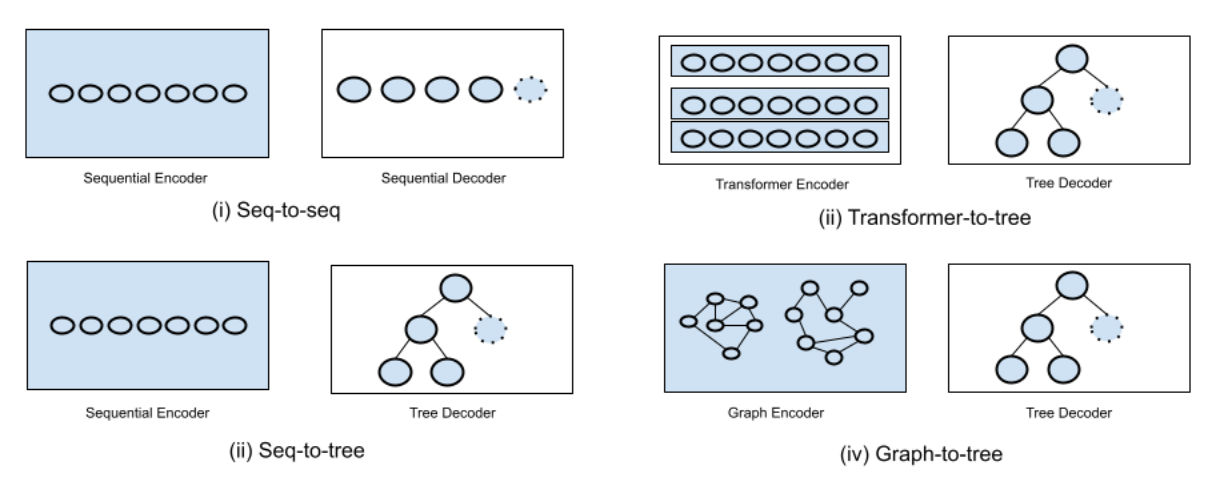 Sequential Encoder
Sequential Decoder
(i) Seq-to-seq
Transformer Encoder
Tree Decoder
(ii) Transformer-to-tree
Sequential Encoder
Tree Decoder
(ii) Seq-to-tree
Graph Encoder
Tree Decoder
(iv) Graph-to-tree